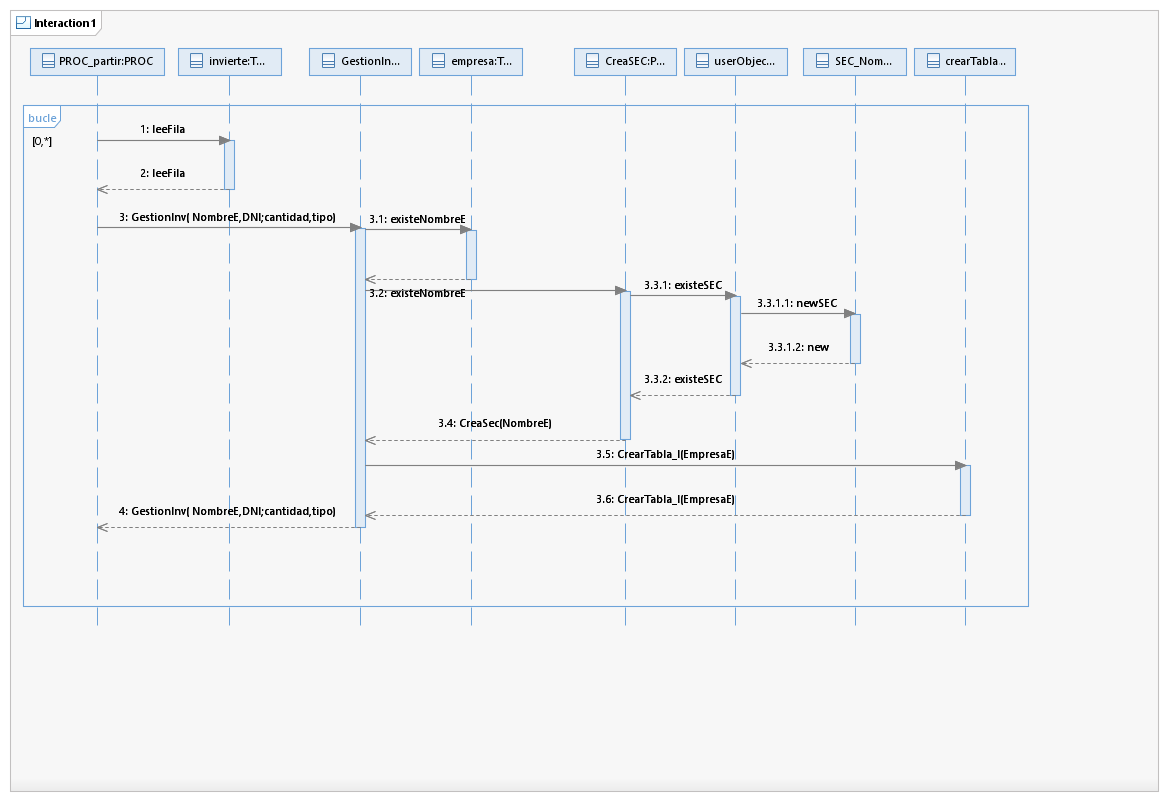 Interaction1
PROC_partir:PROC
invierte:T...
GestionIn...
empresa:T...
CreaSEC:P...
userObjec...
SEC_Nom...
crearTabla...
bucle
[0,*]
1: leeFila
2: leeFila
3: GestionInv( NombreE,DNI;cantidad,tipo)
3.1: existeNombreE
3.2: existeNombreE
3.3.1: existeSEC
3.3.1.1: newSEC
3.3.1.2: new
3.3.2: existeSEC
3.4: CreaSec(NombreE)
3.5: CrearTabla_I(EmpresaE)
3.6: CrearTabla_I(EmpresaE)
4: GestionInv( NombreE,DNI;cantidad,tipo)